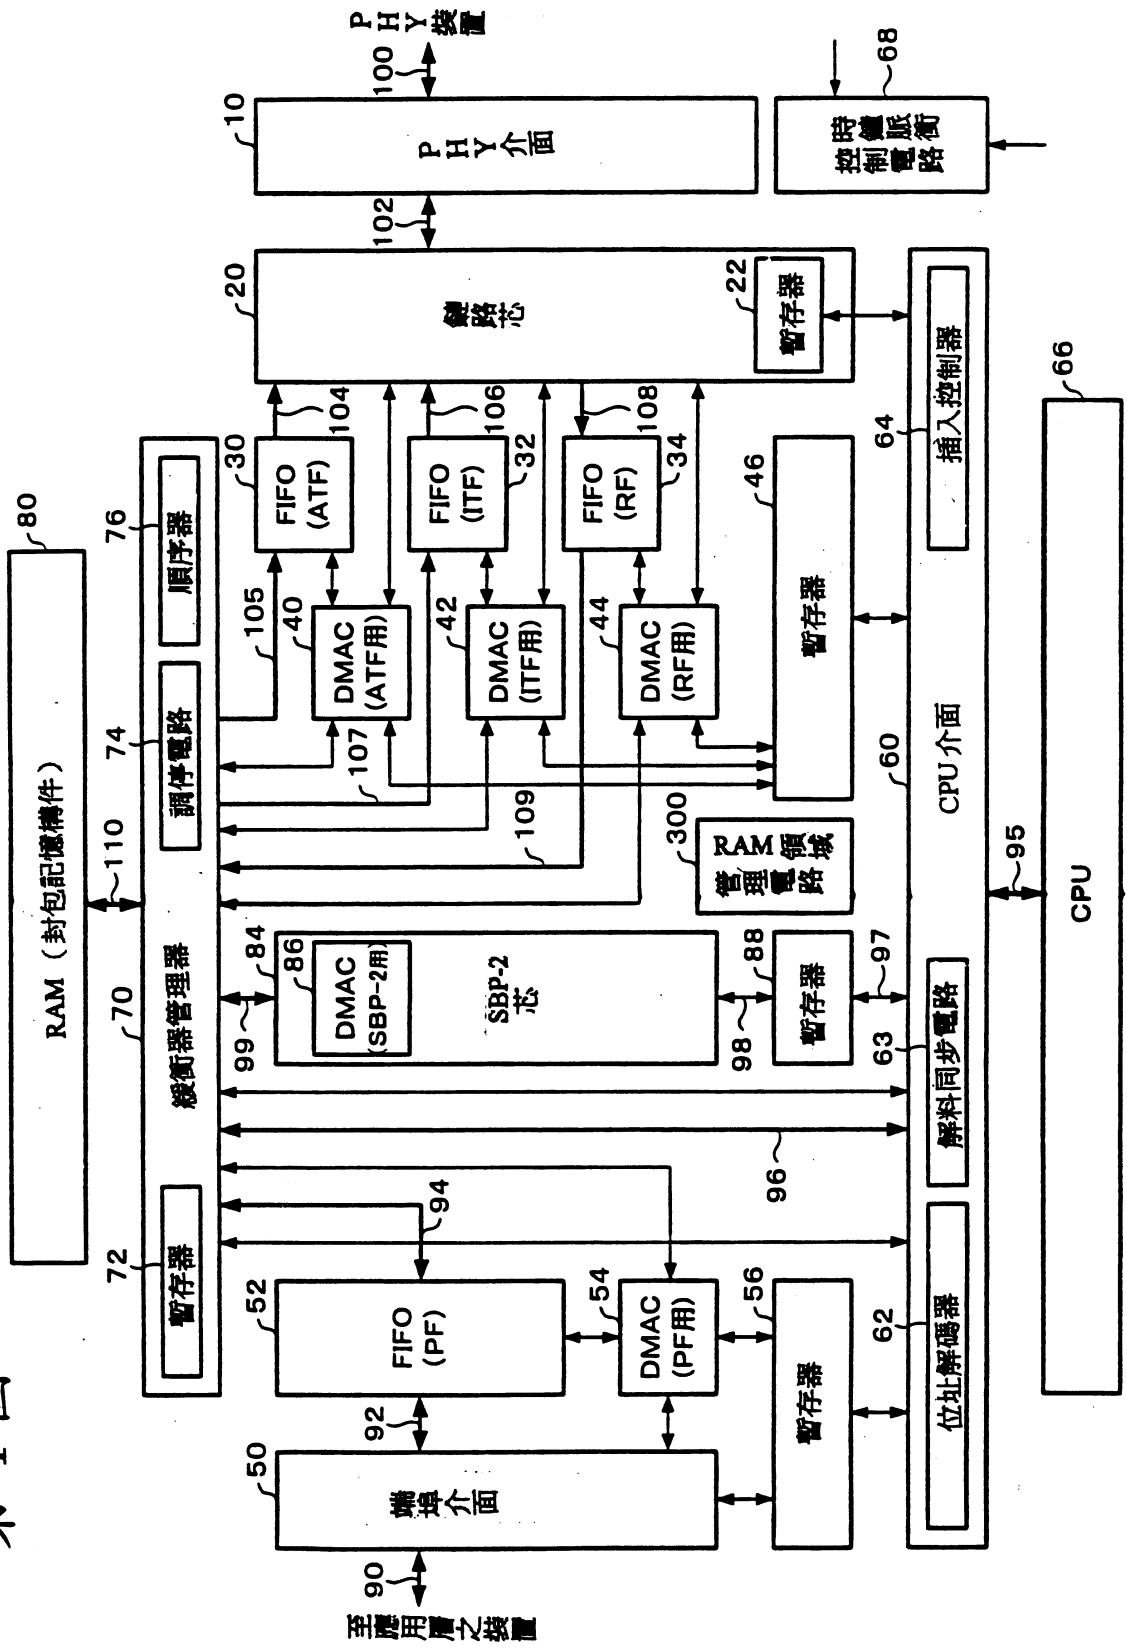 80
RAM（封包記憶構件）
110
70
72
暫存器
緩衝器管理器
74
調停電路
76
順序器
105
30
FIFO
(ATF)
104
40
DMAC
(ATF用)
107
32
FIFO
(ITF)
106
42
DMAC
(ITF用)
109
34
FIFO
(RF)
108
44
DMAC
(RF用)
46
暫存器
20
鏈路芯
22
暫存器
102
10
PHY介面
100
PHY裝置
68
時鐘脈衝
控制電路
99
84
86
DMAC
(SBP-2用)
SBP-2
芯
98
88
暫存器
97
300
RAM領域
管理電路
94
96
52
FIFO
(PF)
54
DMAC
(PF用)
56
暫存器
92
50
端埠介面
90
至應用層之裝置
60
CPU介面
62
位址解碼器
63
解料同步電路
64
插入控制器
95
66
CPU